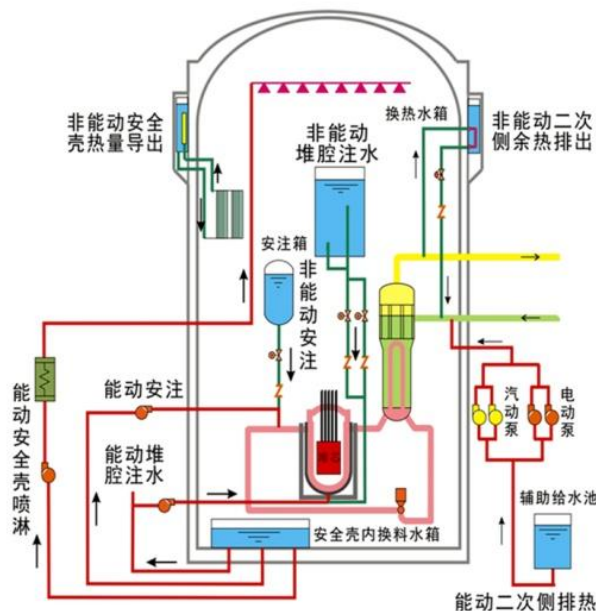 非能动安全
壳热量导出
非能动
堆腔注水
换热水箱
非能动二次
侧余热排出
安注箱
非能动安注
能动安注
能动安全壳喷淋
能动堆
腔注水
汽动泵
电动泵
堆芯
安全壳内换料水箱
辅助给水池
能动二次侧排热